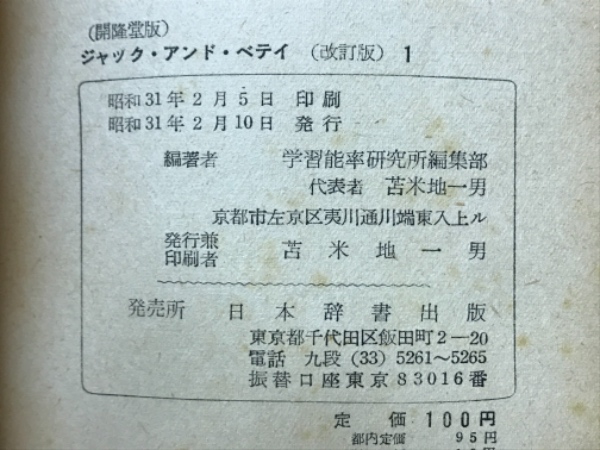 (開隆堂版)
ジャック・アンド・ベテイ (改訂版) 1
昭和31年2月5日 印刷
昭和31年2月10日 発行
編著者 学習能率研究所編集部
代表者 苫米地一男
京都市左京区夷川通川端東入上ル
発行兼印刷者 苫米地一男
発売所 日本辞書出版
東京都千代田区飯田町2—20
電話 九段 (33) 5261~5265
振替口座東京83016番
定価 100円
都内定価 95円